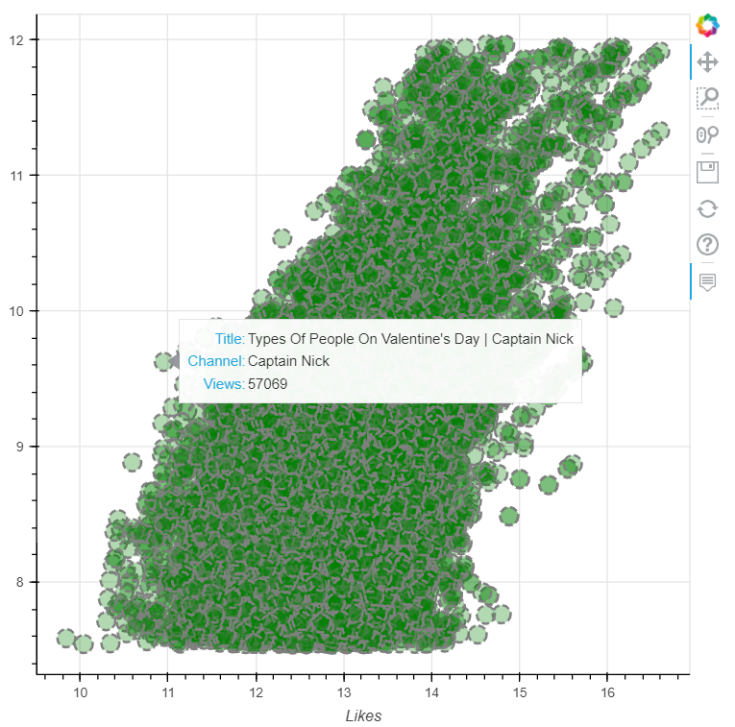 12
11
10
9
8
Title: Types Of People On Valentine's Day | Captain Nick
Channel: Captain Nick
Views: 57069
10 11 12 13 14 15 16
Likes